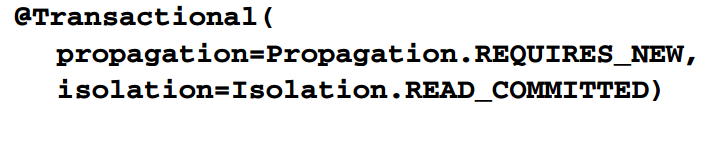 @Transactional(
propagation=Propagation.REQUIRES_NEW,
isolation=Isolation.READ_COMMITTED)